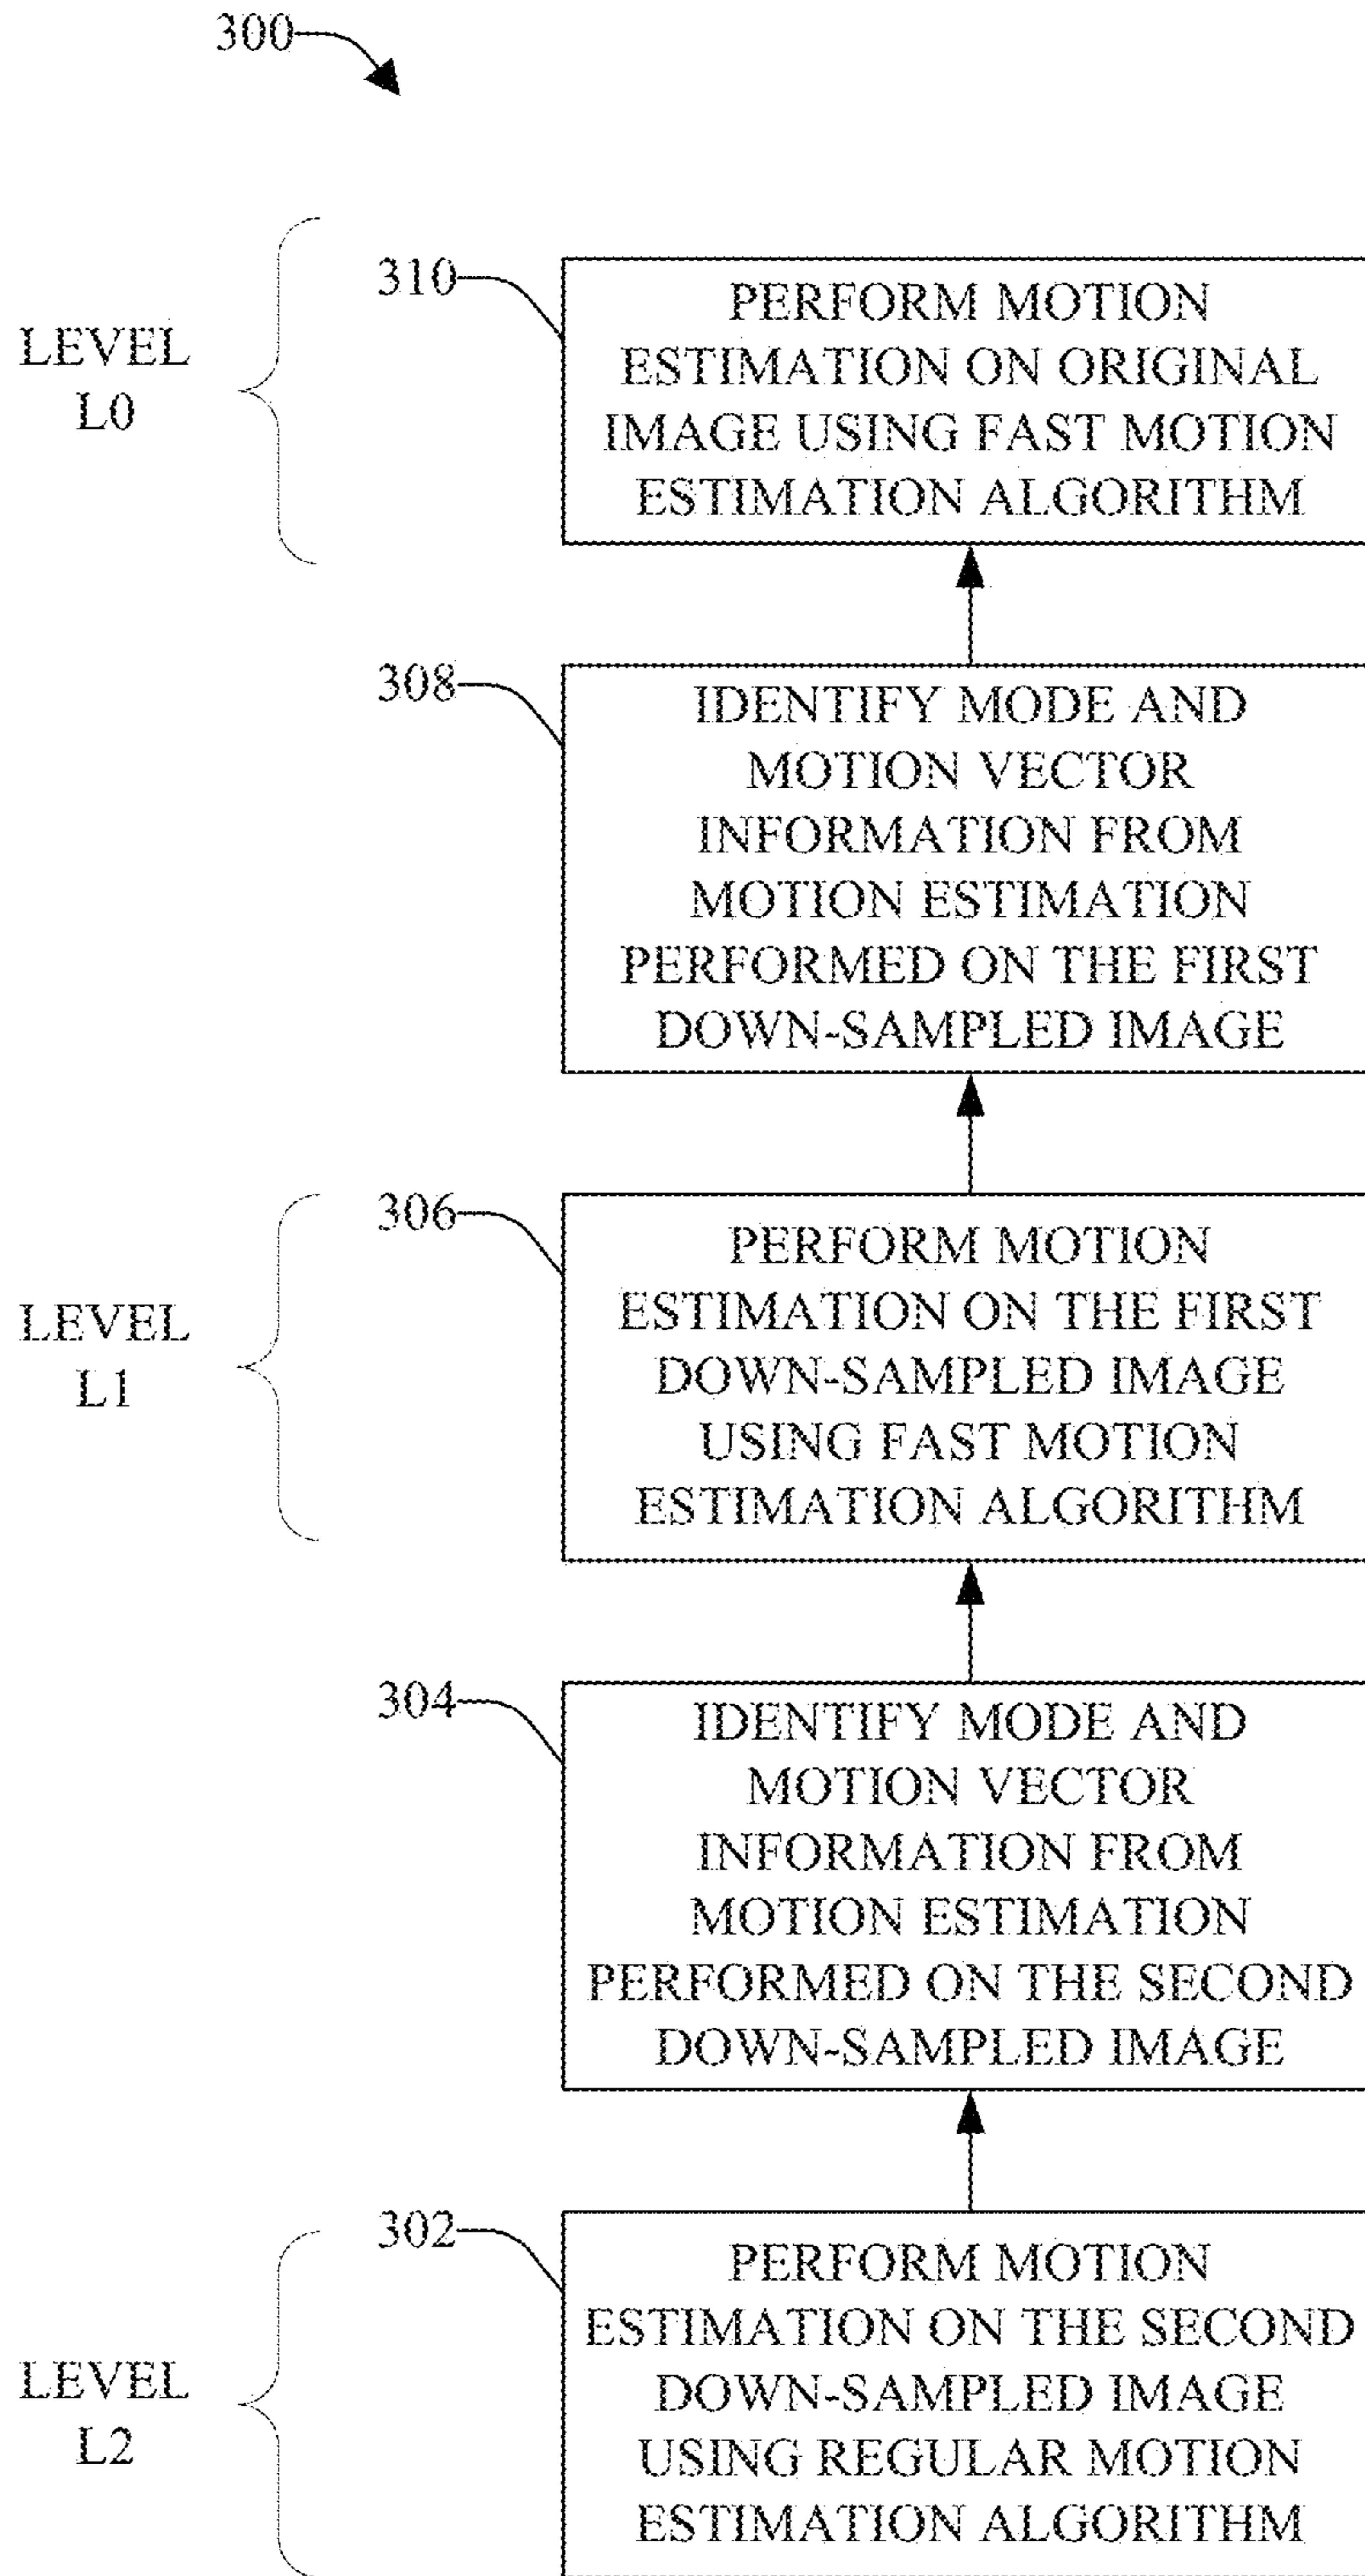 300
LEVEL
L0
310
PERFORM MOTION
ESTIMATION ON ORIGINAL
IMAGE USING FAST MOTION
ESTIMATION ALGORITHM
308
IDENTIFY MODE AND
MOTION VECTOR
INFORMATION FROM
MOTION ESTIMATION
PERFORMED ON THE FIRST
DOWN-SAMPLED IMAGE
LEVEL
L1
306
PERFORM MOTION
ESTIMATION ON THE FIRST
DOWN-SAMPLED IMAGE
USING FAST MOTION
ESTIMATION ALGORITHM
304
IDENTIFY MODE AND
MOTION VECTOR
INFORMATION FROM
MOTION ESTIMATION
PERFORMED ON THE SECOND
DOWN-SAMPLED IMAGE
LEVEL
L2
302
PERFORM MOTION
ESTIMATION ON THE SECOND
DOWN-SAMPLED IMAGE
USING REGULAR MOTION
ESTIMATION ALGORITHM